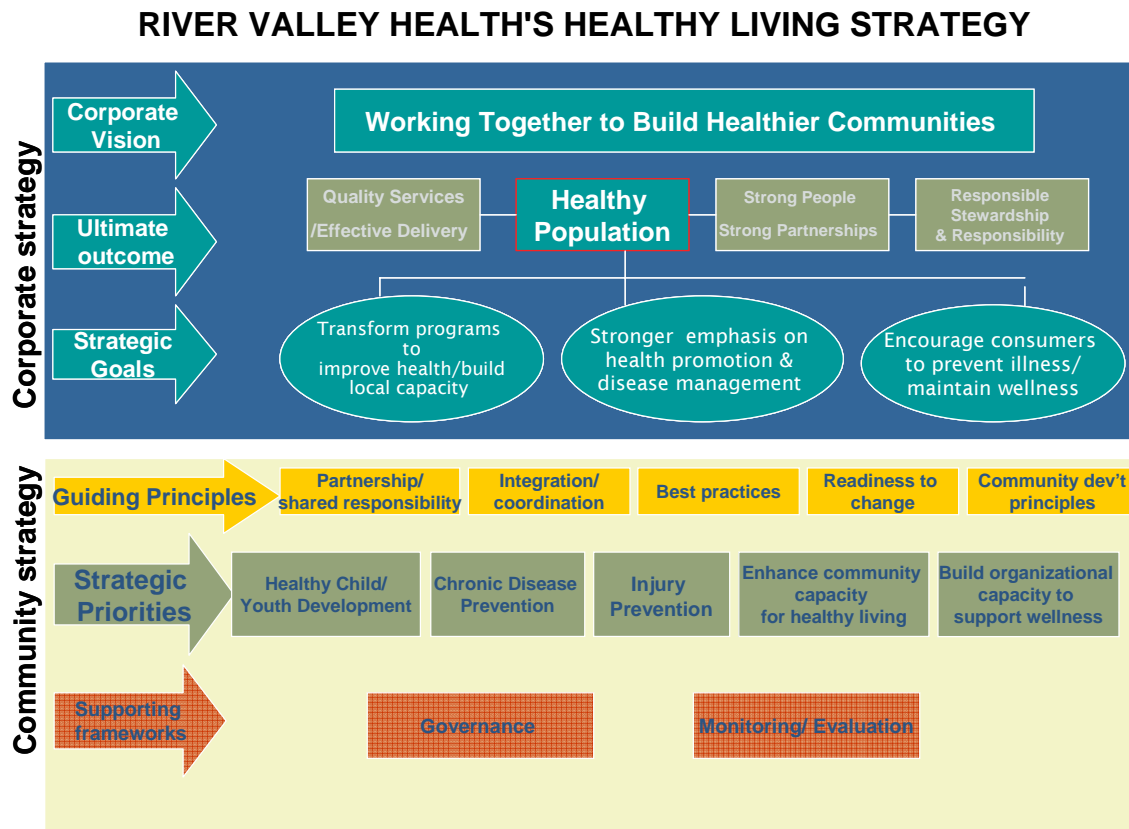 RIVER VALLEY HEALTH'S HEALTHY LIVING STRATEGY
Corporate strategy
Corporate
Vision
Working Together to Build Healthier Communities
Ultimate
outcome
Quality Services
/Effective Delivery
Healthy
Population
Strong People
Strong Partnerships
Responsible
Stewardship
& Responsibility
Strategic
Goals
Transform programs
to
improve health/build
local capacity
Stronger emphasis on
health promotion &
disease management
Encourage consumers
to prevent illness/
maintain wellness
Community strategy
Guiding Principles
Partnership/
shared responsibility
Integration/
coordination
Best practices
Readiness to
change
Community dev't
principles
Strategic
Priorities
Healthy Child/
Youth Development
Chronic Disease
Prevention
Injury
Prevention
Enhance community
capacity
for healthy living
Build organizational
capacity to
support wellness
Supporting
frameworks
Governance
Monitoring/ Evaluation